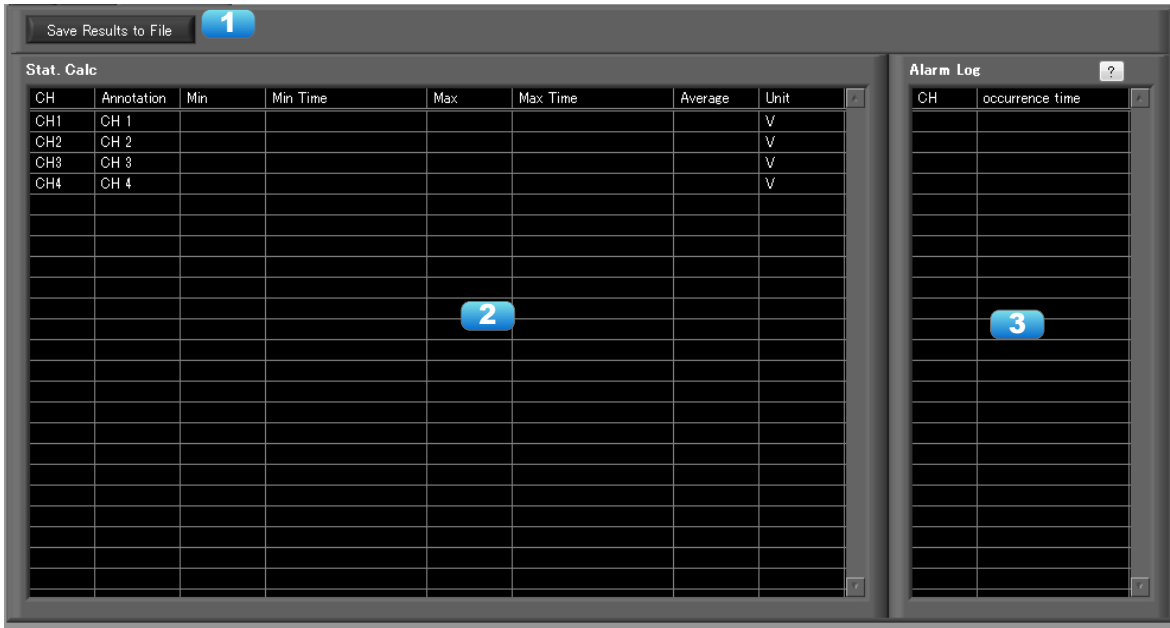 Save Results to File 1
Stat. Calc
CH Annotation Min Min Time Max Max Time Average Unit
CH1 CH 1 V
CH2 CH 2 V
CH3 CH 3 V
CH4 CH 4 V
2
Alarm Log ?
CH occurrence time
3